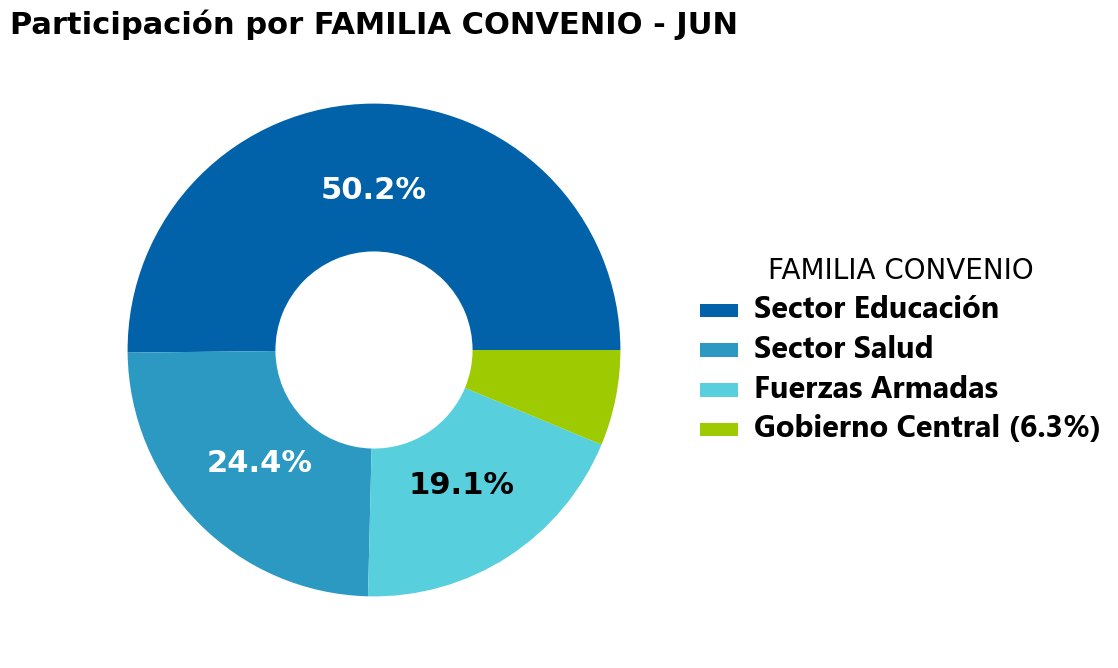 Participación por FAMILIA CONVENIO - JUN
50.2%
24.4%
19.1%
FAMILIA CONVENIO
Sector Educación
Sector Salud
Fuerzas Armadas
Gobierno Central (6.3%)